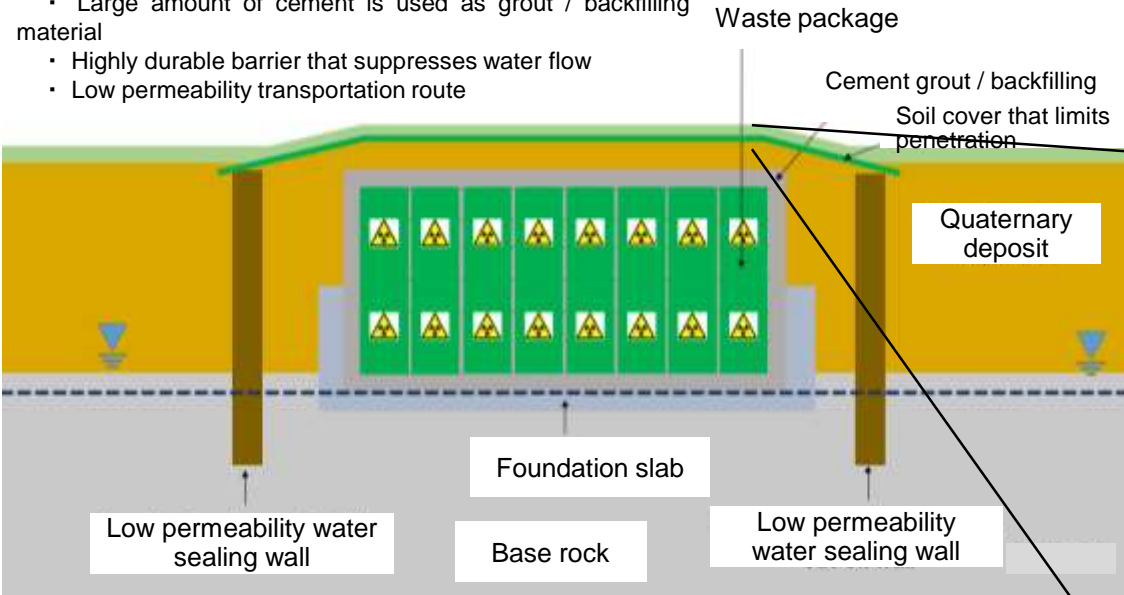 ・ Large amount of cement is used as grout / backfilling
material
・ Highly durable barrier that suppresses water flow
・ Low permeability transportation route
Waste package
Cement grout / backfilling
Soil cover that limits
penetration
Quaternary
deposit
Foundation slab
Low permeability water
sealing wall
Base rock
Low permeability
water sealing wall